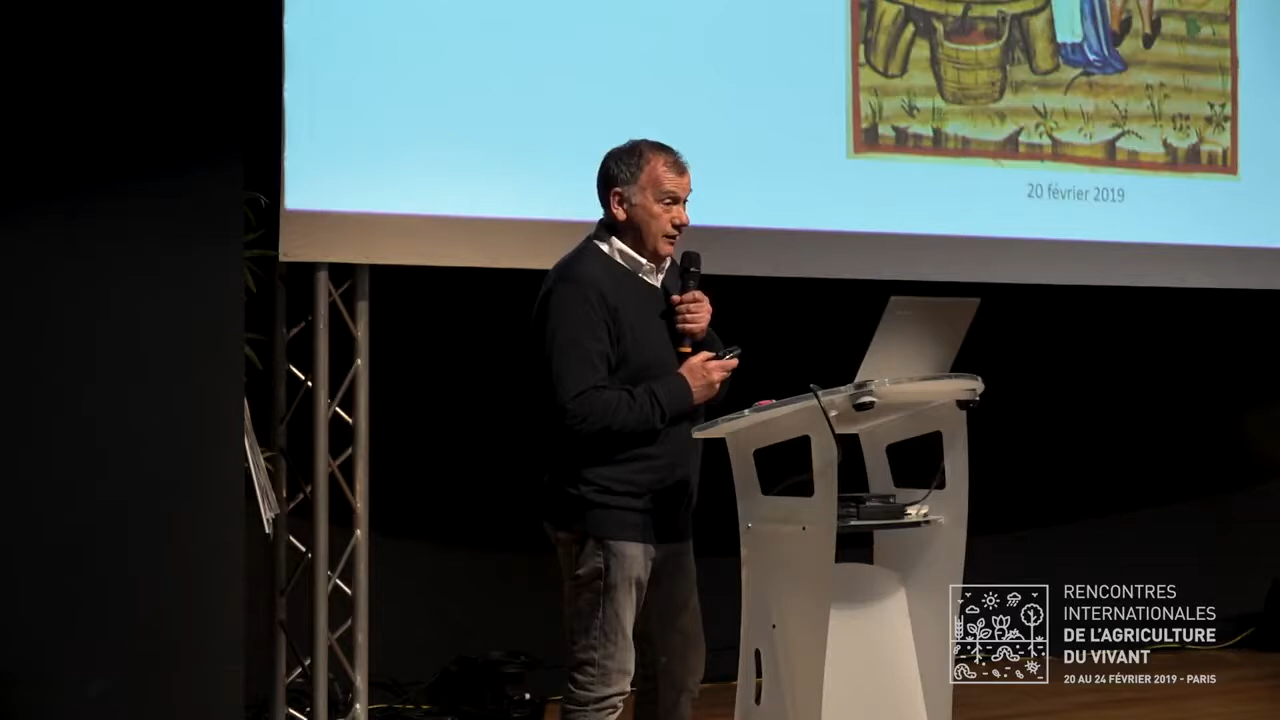 20 février 2019
RENCONTRES
INTERNATIONALES
DE L'AGRICULTURE
DU VIVANT
20 AU 24 FÉVRIER 2019 - PARIS